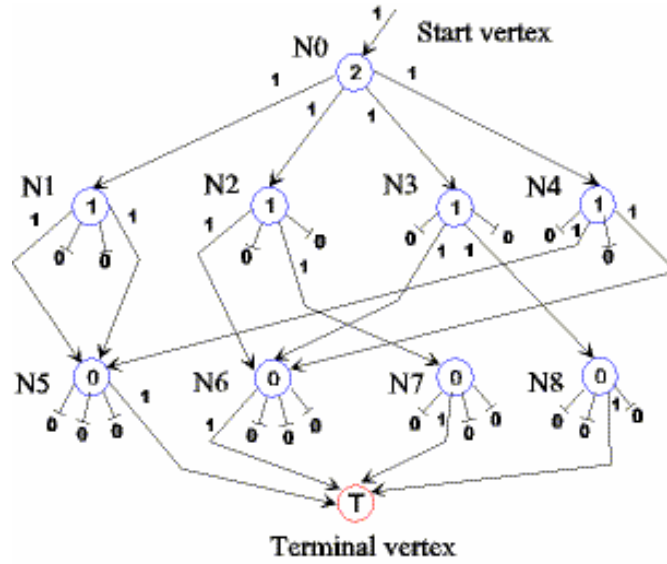 1
Start vertex
N0
2
1 1 1 1
N1 N2 N3 N4
1 1 1 1
1 1 1 1 0 0 1 1
0 0 0 1 0 1 1 0 0
N5 N6 N7 N8
0 0 0 0
1 1 1 1
0 0 0 0 0 0 0 0 0 0 0 0
T
Terminal vertex